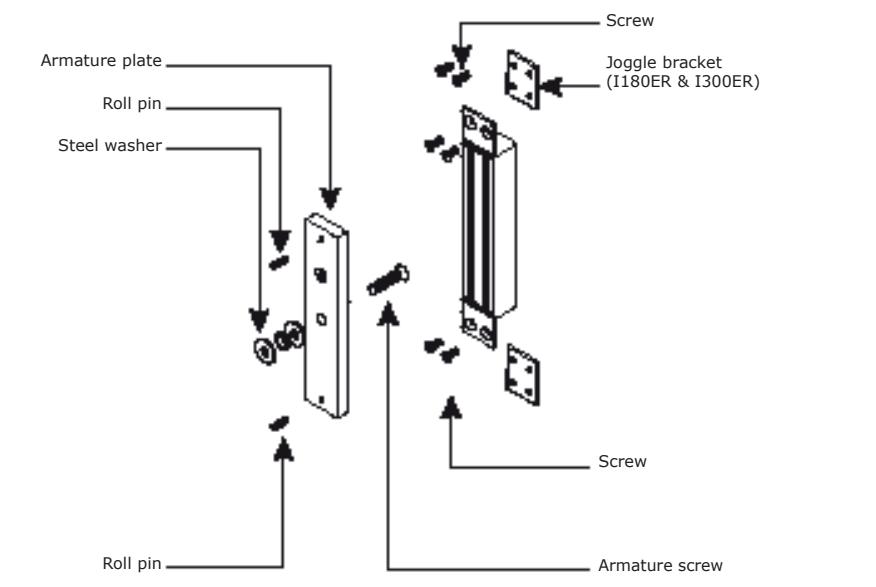 Screw
Armature plate
Joggle bracket
(I180ER & I300ER)
Roll pin
Steel washer
Screw
Roll pin
Armature screw